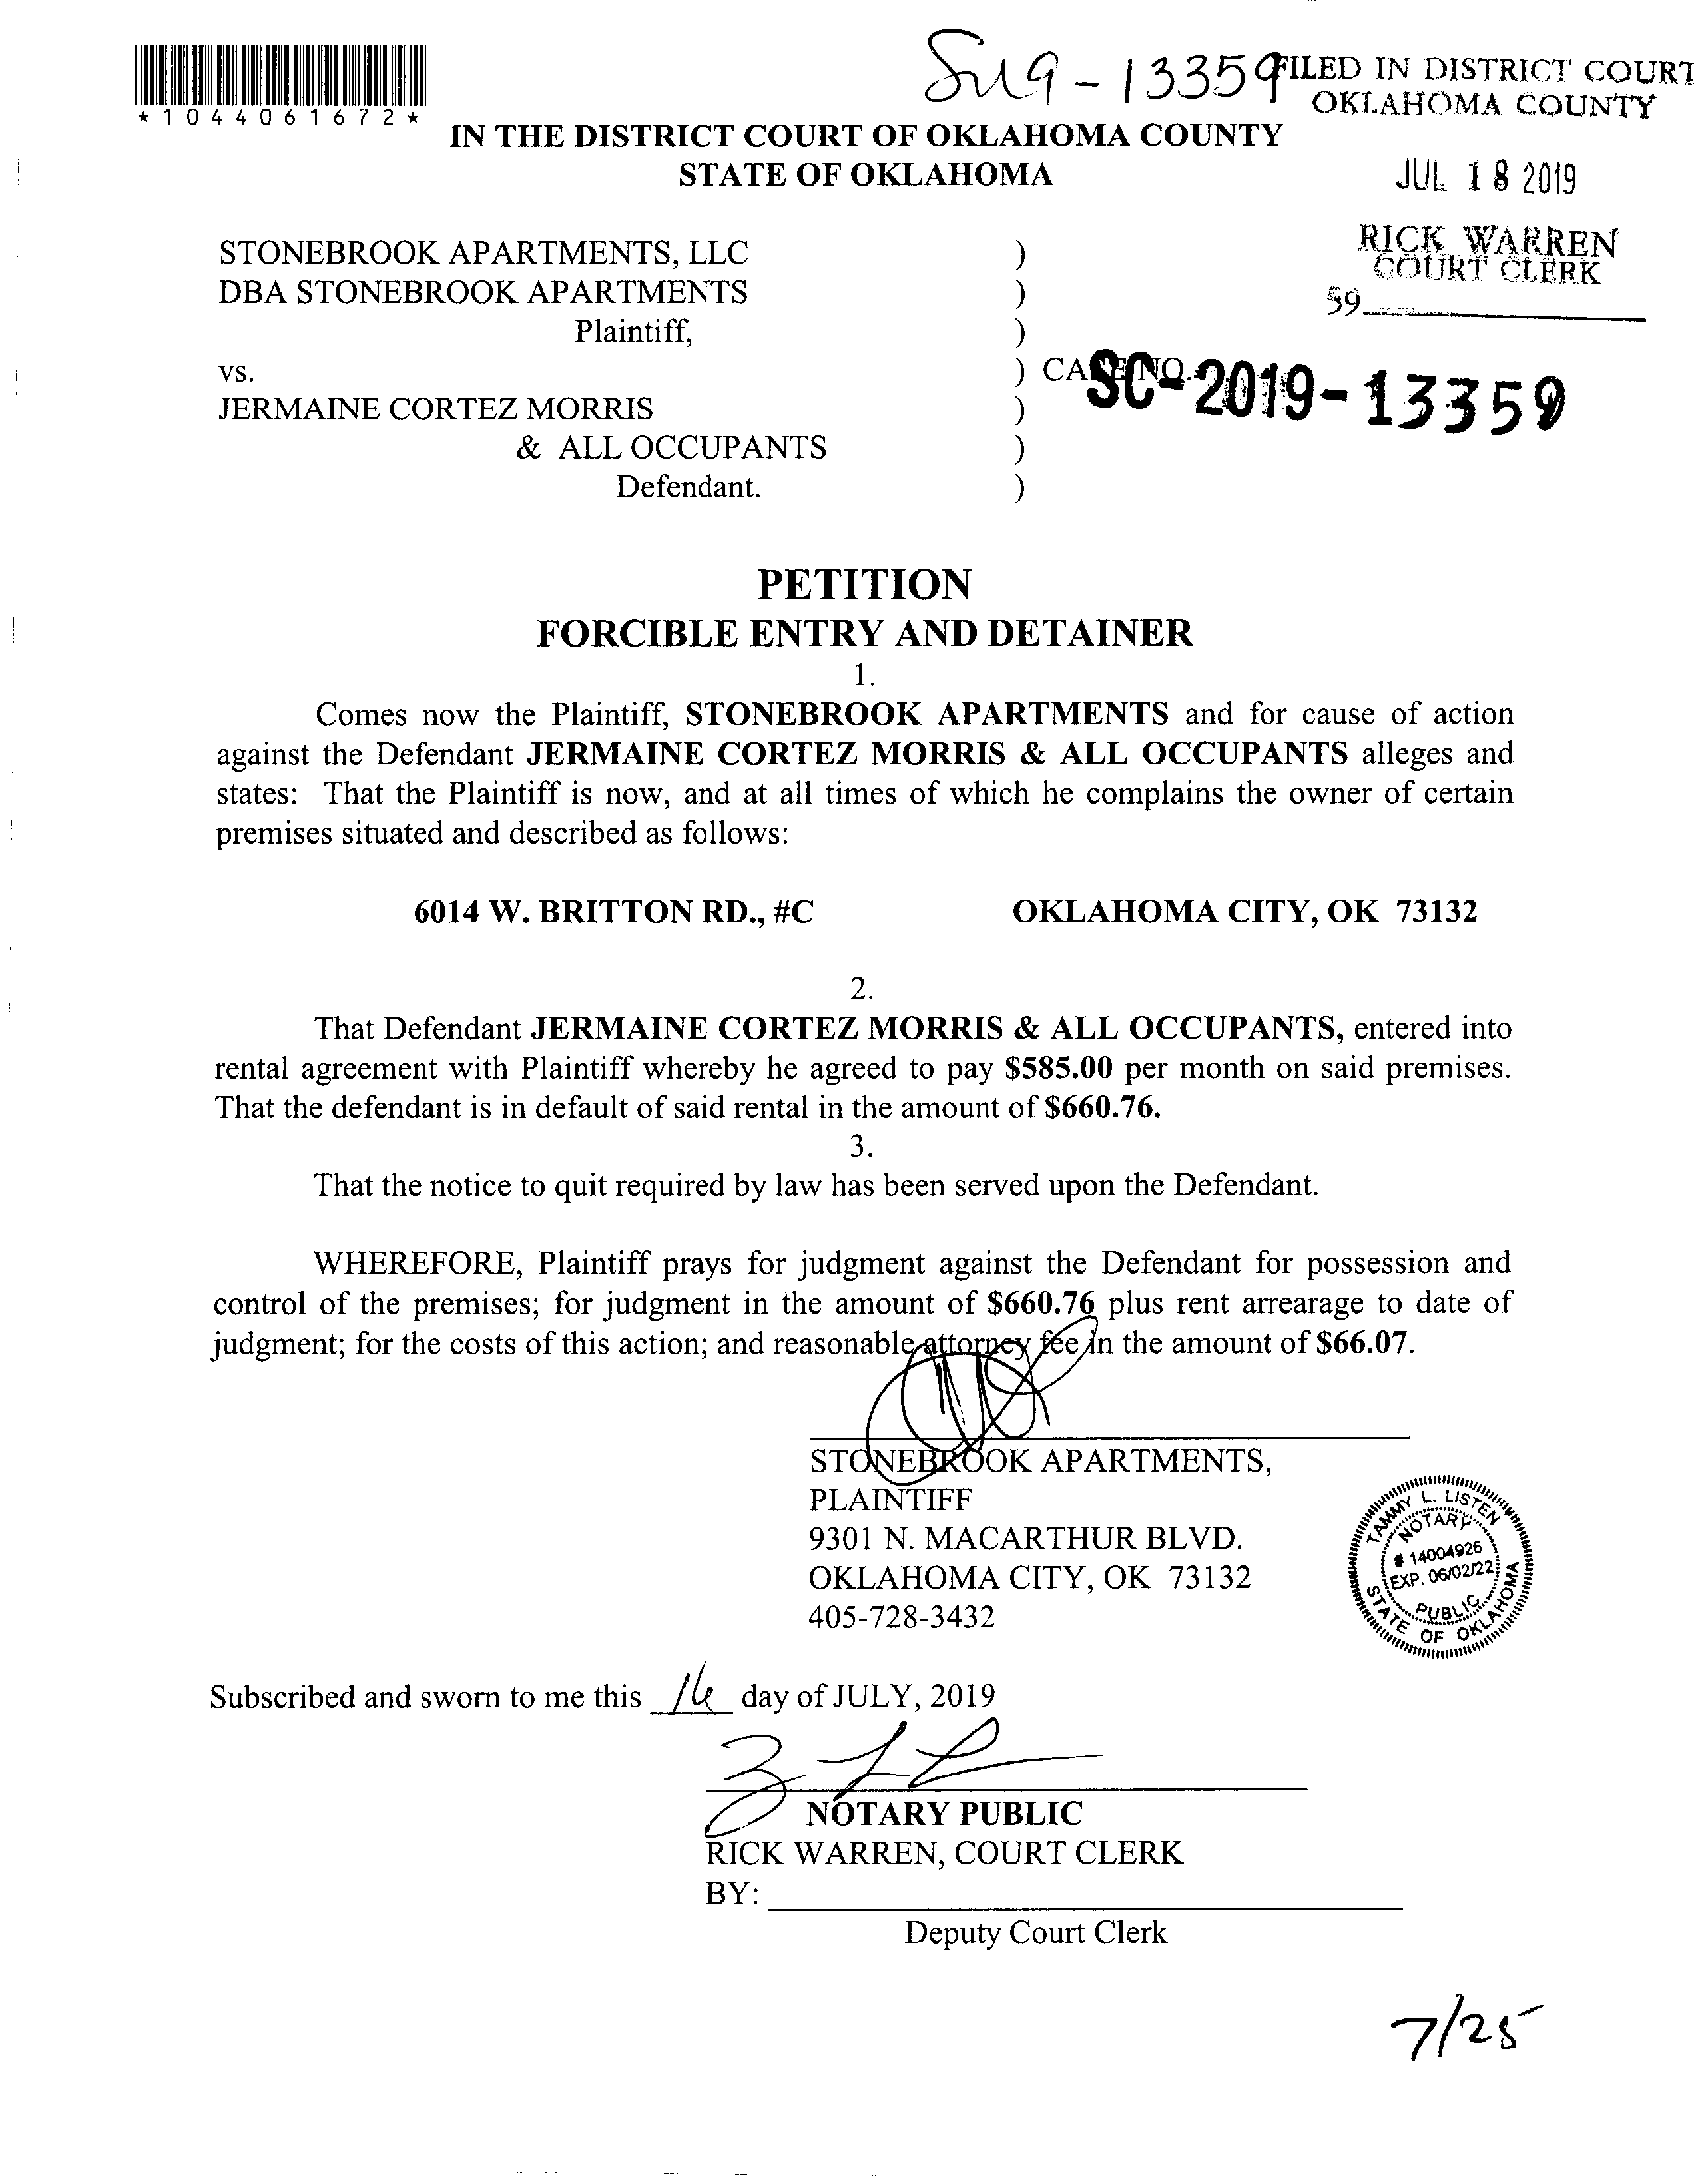 *1044061672*
SC19-13359
FILED IN DISTRICT COURT
OKLAHOMA COUNTY
IN THE DISTRICT COURT OF OKLAHOMA COUNTY
STATE OF OKLAHOMA
JUL 18 2019
RICK WARREN
COURT CLERK
59
STONEBROOK APARTMENTS, LLC )
DBA STONEBROOK APARTMENTS )
Plaintiff, )
vs. ) CASE NO. SC-2019-13359
JERMAINE CORTEZ MORRIS )
& ALL OCCUPANTS )
Defendant. )
PETITION
FORCIBLE ENTRY AND DETAINER
1.
Comes now the Plaintiff, STONEBROOK APARTMENTS and for cause of action
against the Defendant JERMAINE CORTEZ MORRIS & ALL OCCUPANTS alleges and
states: That the Plaintiff is now, and at all times of which he complains the owner of certain
premises situated and described as follows:
6014 W. BRITTON RD., #C OKLAHOMA CITY, OK 73132
2.
That Defendant JERMAINE CORTEZ MORRIS & ALL OCCUPANTS, entered into
rental agreement with Plaintiff whereby he agreed to pay $585.00 per month on said premises.
That the defendant is in default of said rental in the amount of $660.76.
3.
That the notice to quit required by law has been served upon the Defendant.
WHEREFORE, Plaintiff prays for judgment against the Defendant for possession and
control of the premises; for judgment in the amount of $660.76 plus rent arrearage to date of
judgment; for the costs of this action; and reasonable attorney fee in the amount of $66.07.
STONEBROOK APARTMENTS,
PLAINTIFF
9301 N. MACARTHUR BLVD.
OKLAHOMA CITY, OK 73132
405-728-3432
TAMMY L. LISTEN
NOTARY
# 14004926
EXP. 06/02/22
PUBLIC
STATE OF OKLAHOMA
Subscribed and sworn to me this 16 day of JULY, 2019
NOTARY PUBLIC
RICK WARREN, COURT CLERK
BY:
Deputy Court Clerk
7/25